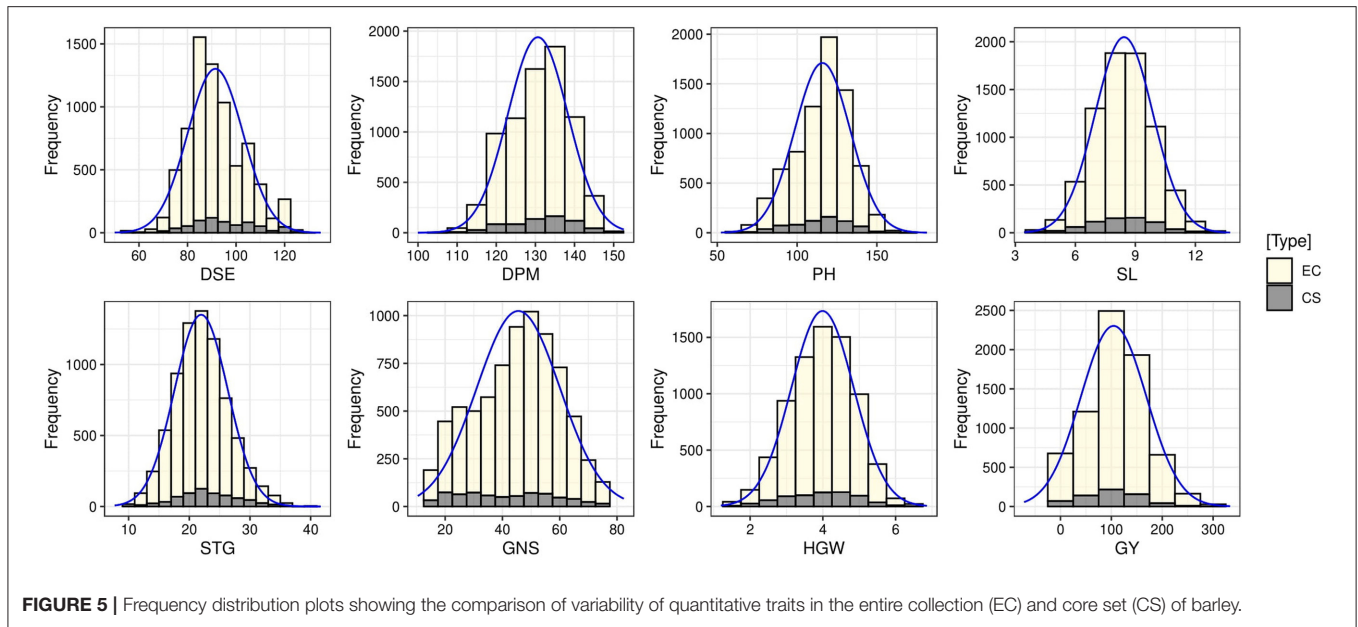 Frequency
1500
1000
500
0
60 80 100 120
DSE
Frequency
2000
1500
1000
500
0
100 110 120 130 140 150
DPM
Frequency
2000
1500
1000
500
0
50 100 150
PH
Frequency
2000
1500
1000
500
0
3 6 9 12
SL
[Type]
EC
CS
Frequency
1000
500
0
10 20 30 40
STG
Frequency
1000
750
500
250
0
20 40 60 80
GNS
Frequency
1500
1000
500
0
2 4 6
HGW
Frequency
2500
2000
1500
1000
500
0
0 100 200 300
GY
FIGURE 5 | Frequency distribution plots showing the comparison of variability of quantitative traits in the entire collection (EC) and core set (CS) of barley.